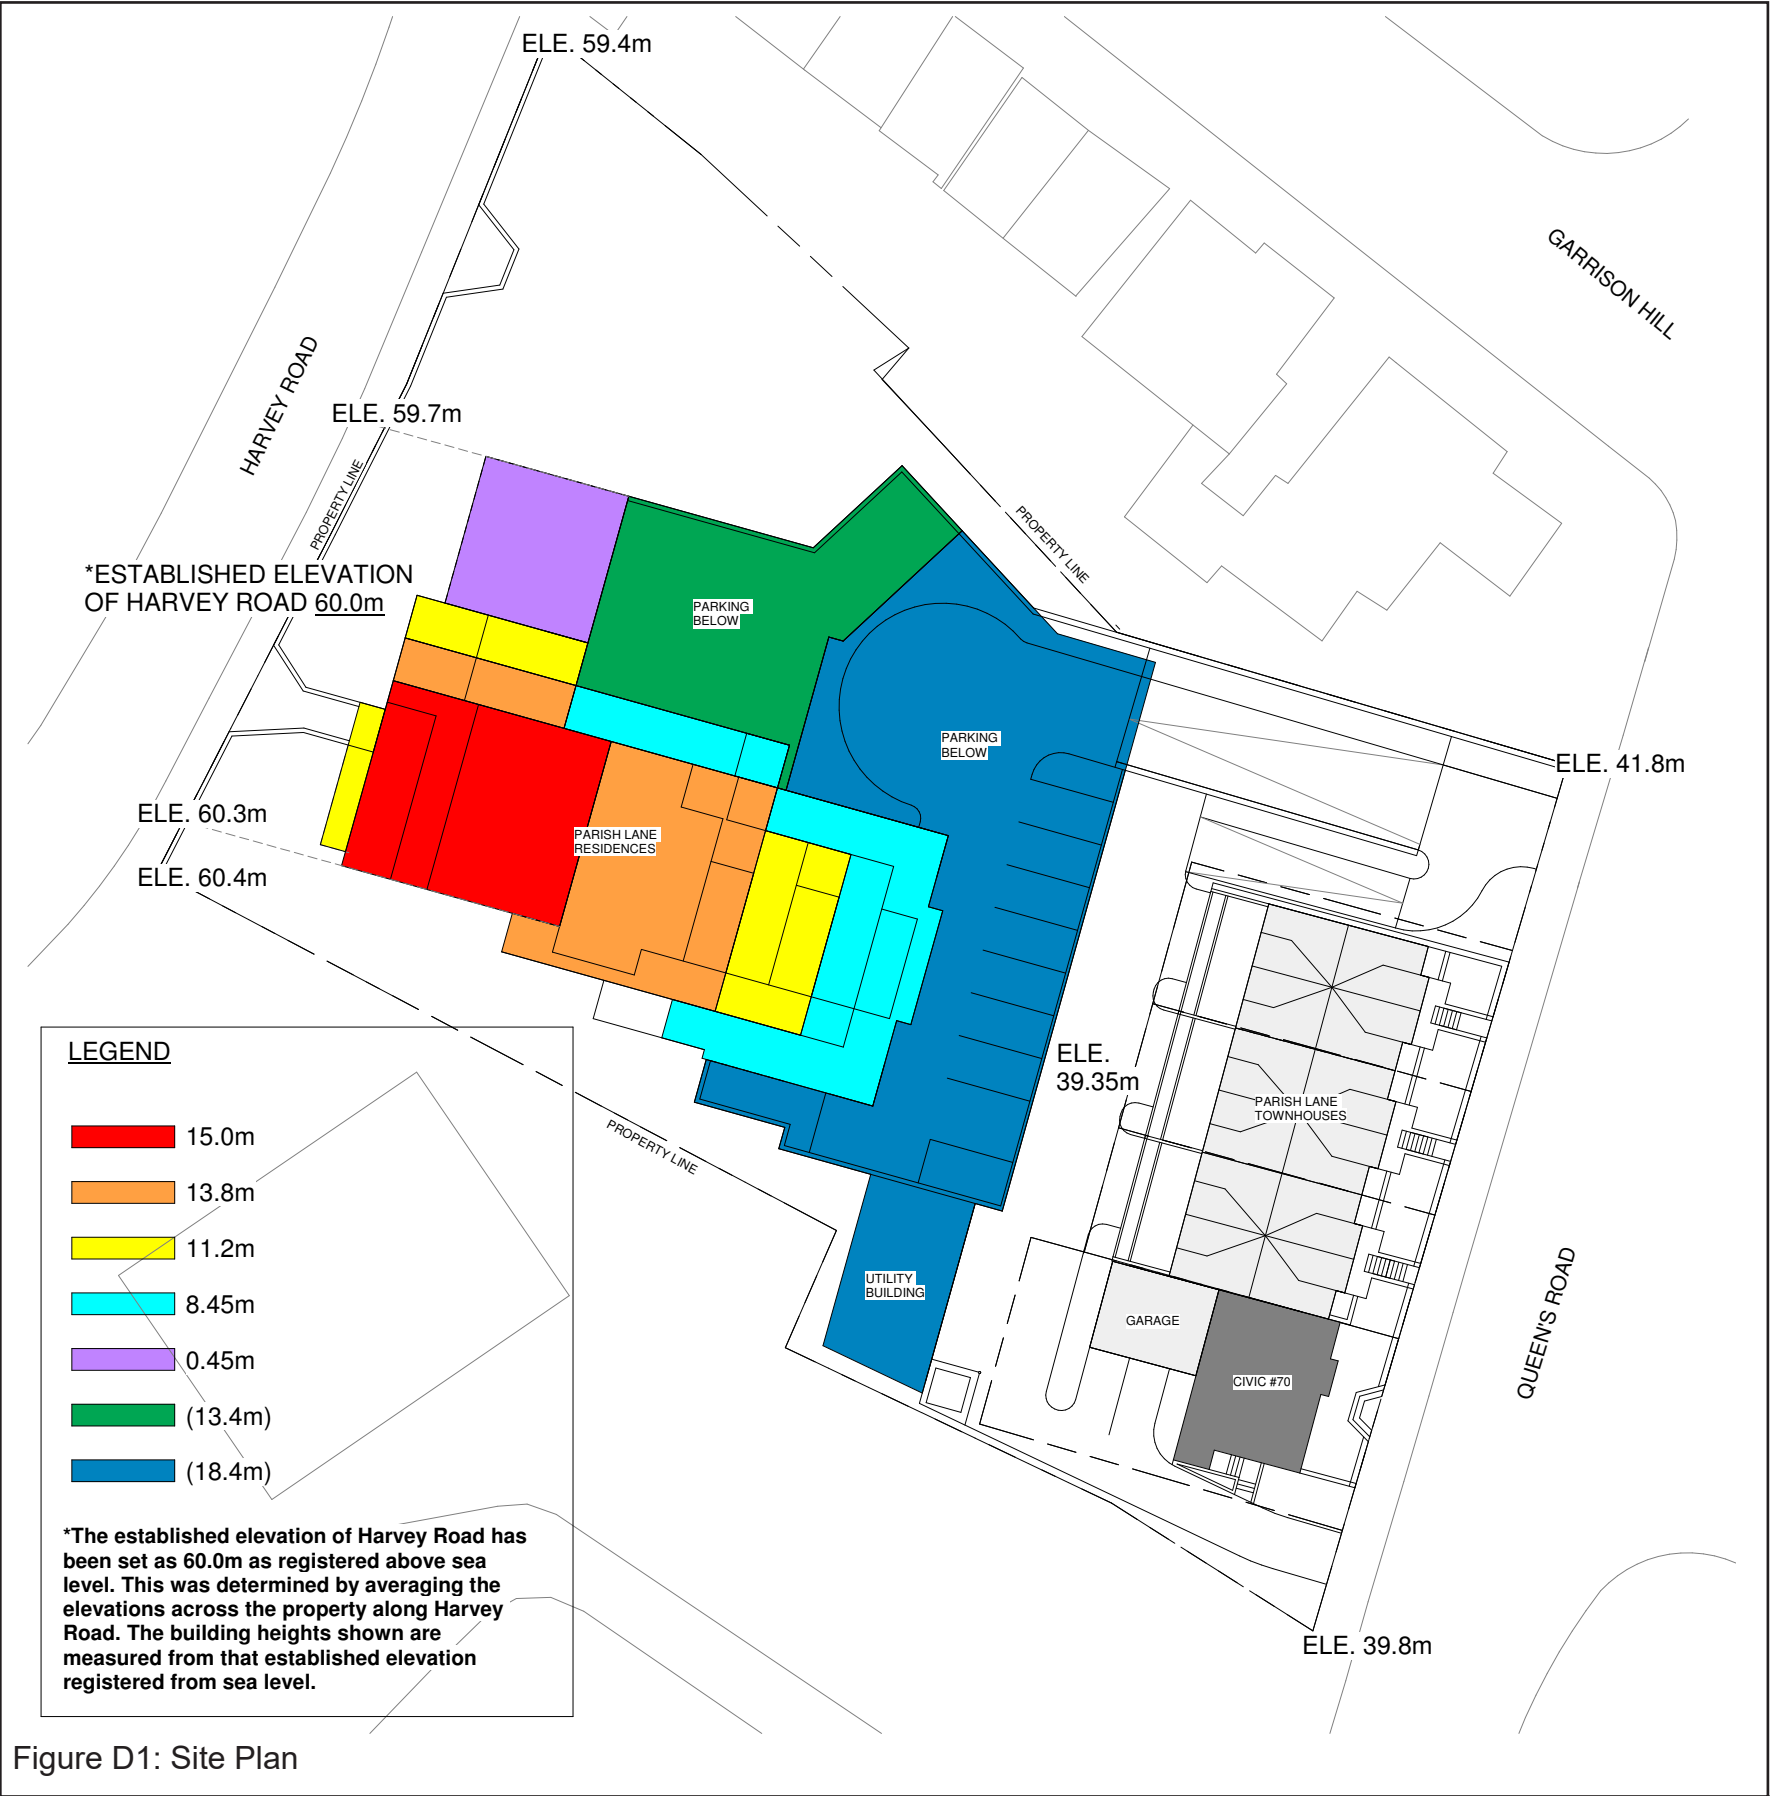 ELE. 59.4m
GARRISON HILL
HARVEY ROAD
ELE. 59.7m
PROPERTY LINE
PROPERTY LINE
*ESTABLISHED ELEVATION
OF HARVEY ROAD 60.0m
PARKING
BELOW
PARKING
BELOW
ELE. 41.8m
ELE. 60.3m
PARISH LANE
RESIDENCES
ELE. 60.4m
ELE.
39.35m
PARISH LANE
TOWNHOUSES
PROPERTY LINE
UTILITY
BUILDING
GARAGE
CIVIC #70
QUEEN'S ROAD
ELE. 39.8m
LEGEND
15.0m
13.8m
11.2m
8.45m
0.45m
(13.4m)
(18.4m)
*The established elevation of Harvey Road has
been set as 60.0m as registered above sea
level. This was determined by averaging the
elevations across the property along Harvey
Road. The building heights shown are
measured from that established elevation
registered from sea level.
Figure D1: Site Plan